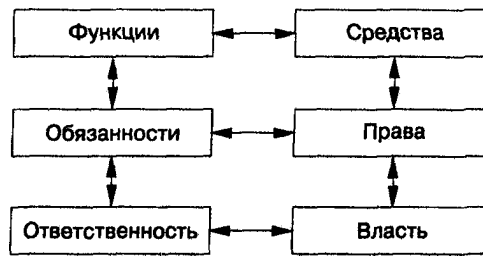 Функции
Средства
Обязанности
Права
Ответственность
Власть